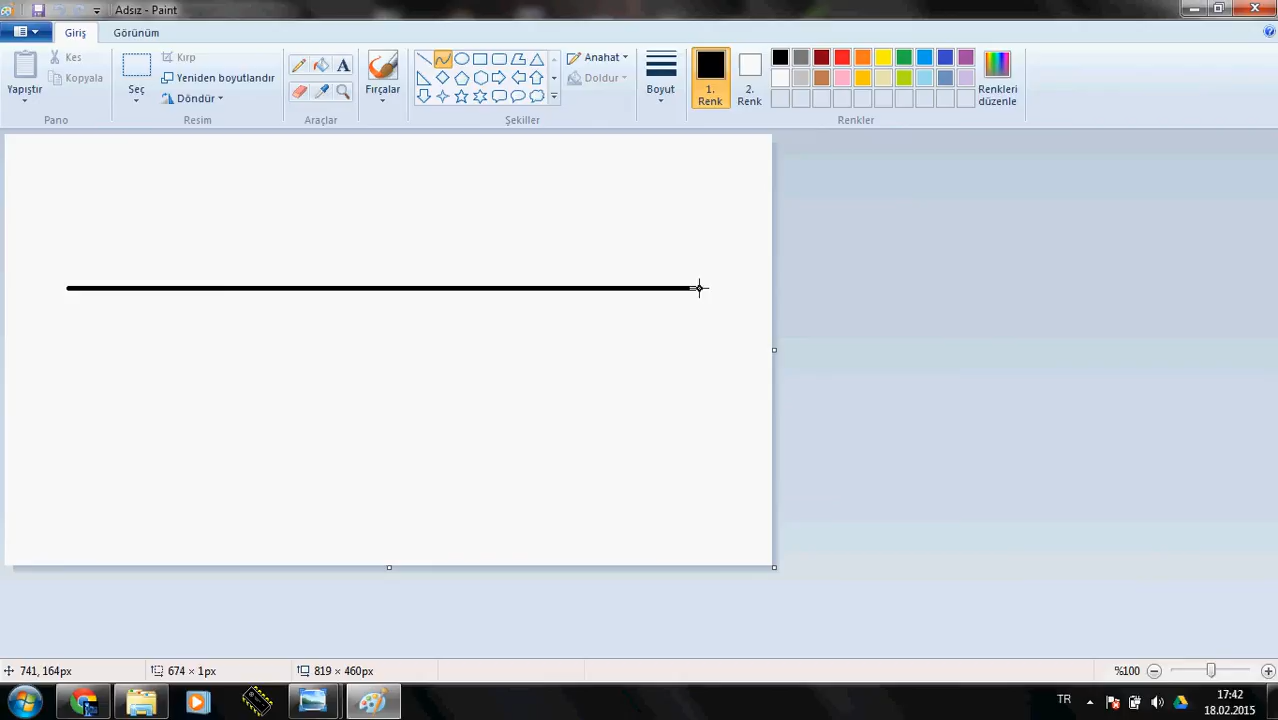 Adsız - Paint
Giriş
Görünüm
Yapıştır
Kes
Kopyala
Pano
Seç
Kırp
Yeniden boyutlandır
Döndür
Resim
A
Araçlar
Fırçalar
Şekiller
Anahat
Doldur
Boyut
1.
Renk
2.
Renk
Renkler
Renkleri
düzenle
741, 164px
674 × 1px
819 × 460px
%100
TR
17:42
18.02.2015